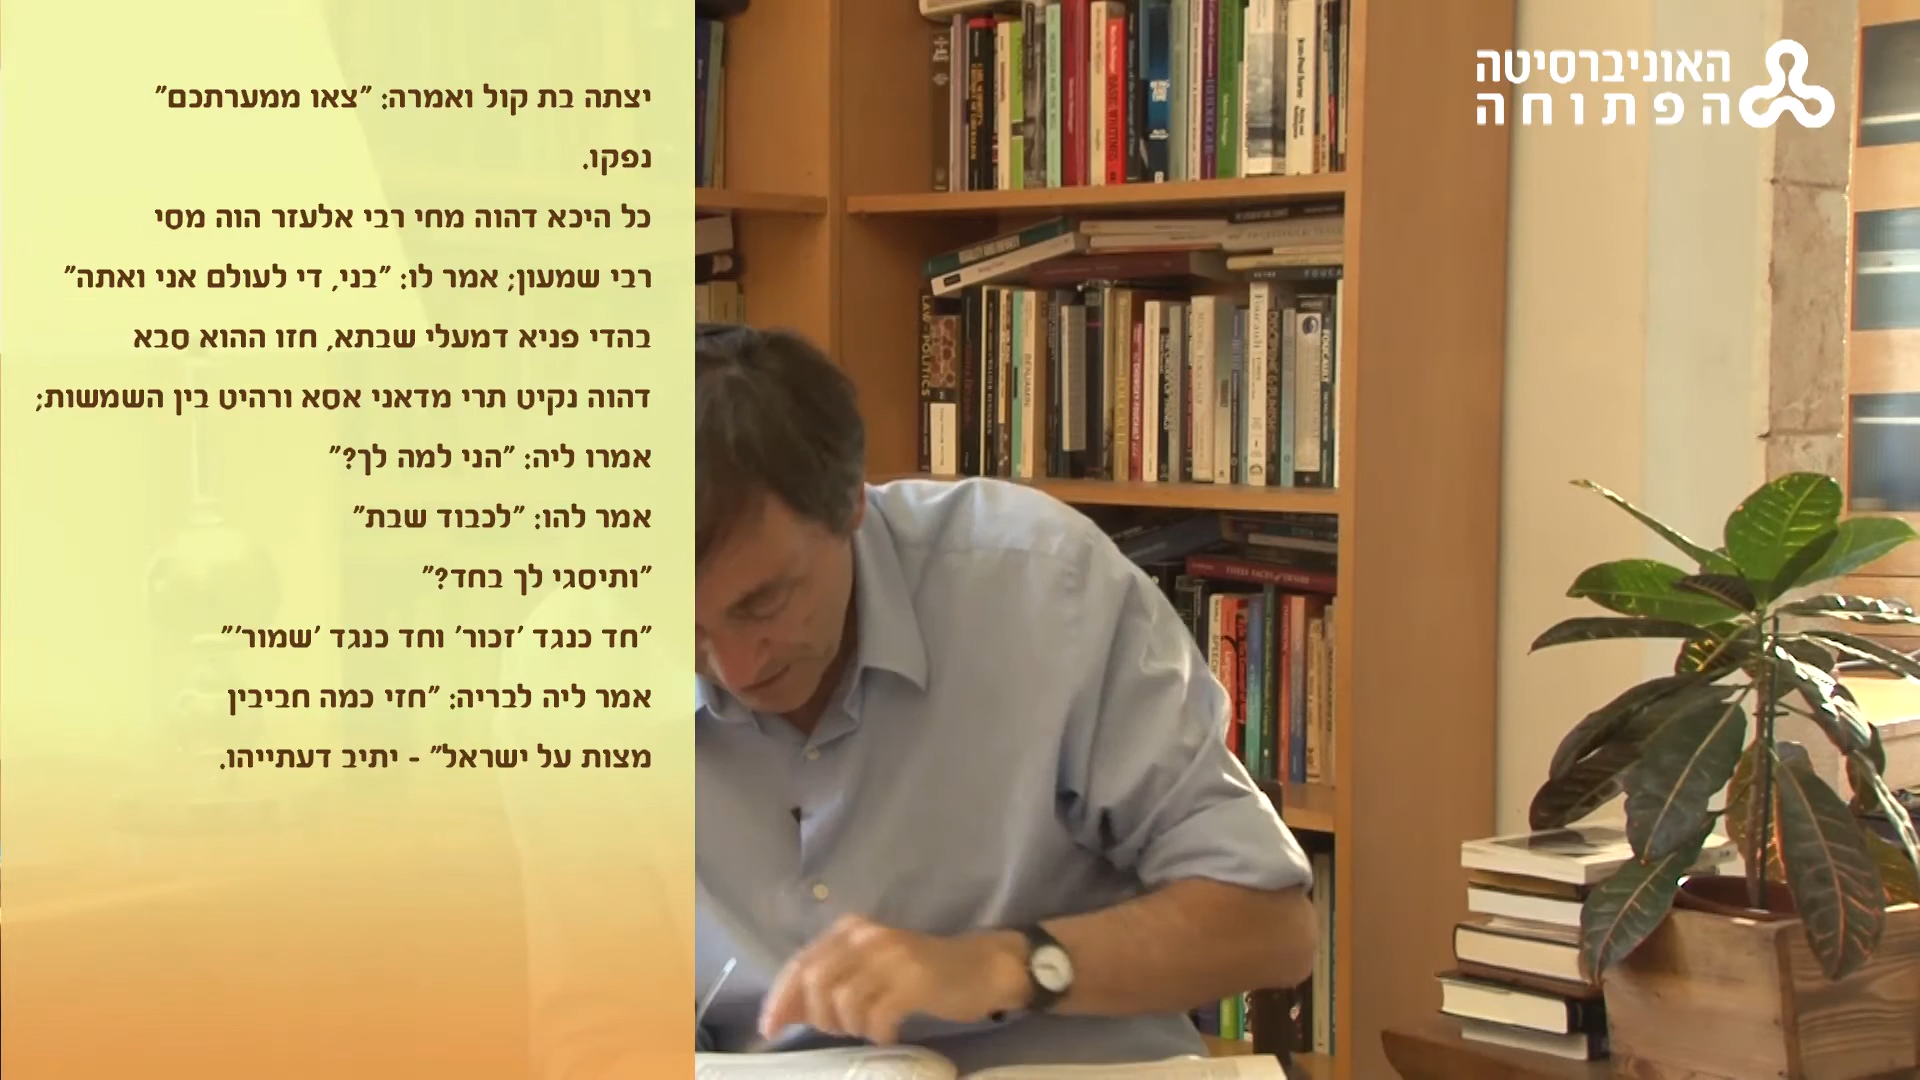 יצתה בת קול ואמרה: "צאו ממערתכם"
נפקו.
כל היכא דהוה מחי רבי אלעזר הוה מסי
רבי שמעון; אמר לו: "בני, די לעולם אני ואתה"
בהדי פניא דמעלי שבתא, חזו ההוא סבא
דהוה נקיט תרי מדאני אסא ורהיט בין השמשות;
אמרו ליה: "הני למה לך?"
אמר להו: "לכבוד שבת"
"ותיסגי לך בחד?"
"חד כנגד 'זכור' וחד כנגד 'שמור'"
אמר ליה לבריה: "חזי כמה חביבין
מצות על ישראל" - יתיב דעתייהו.
האוניברסיטה
הפתוחה
LAW POLITICS